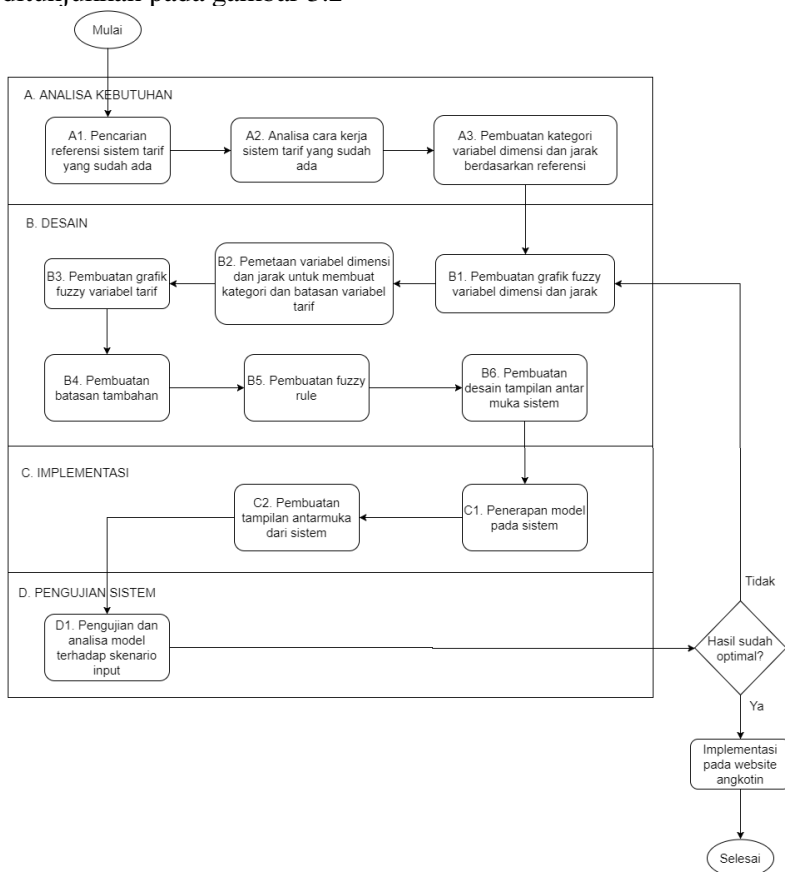 ditunjukkan pada gambar 3.2
Mulai
A. ANALISA KEBUTUHAN
A1. Pencarian
referensi sistem tarif
yang sudah ada
A2. Analisa cara kerja
sistem tarif yang sudah
ada
A3. Pembuatan kategori
variabel dimensi dan jarak
berdasarkan referensi
B. DESAIN
B1. Pembuatan grafik fuzzy
variabel dimensi dan jarak
B2. Pemetaan variabel dimensi
dan jarak untuk membuat
kategori dan batasan variabel
tarif
B3. Pembuatan grafik
fuzzy variabel tarif
B4. Pembuatan
batasan tambahan
B5. Pembuatan fuzzy
rule
B6. Pembuatan
desain tampilan antar
muka sistem
C. IMPLEMENTASI
C1. Penerapan model
pada sistem
C2. Pembuatan
tampilan antarmuka
dari sistem
D. PENGUJIAN SISTEM
D1. Pengujian dan
analisa model
terhadap skenario
input
Hasil sudah
optimal?
Tidak
Ya
Implementasi
pada website
angkotin
Selesai